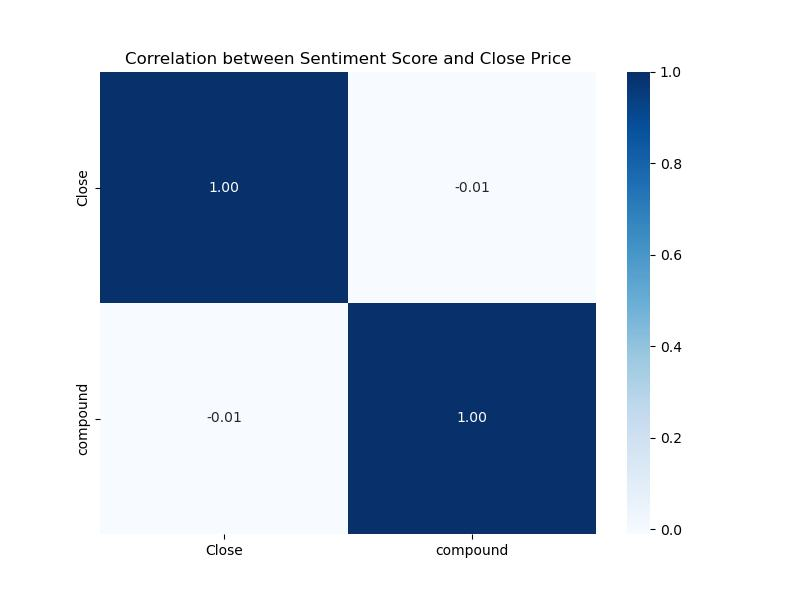 Correlation between Sentiment Score and Close Price
1.0
Close
1.00
-0.01
0.8
0.6
0.4
compound
-0.01
1.00
0.2
0.0
Close
compound